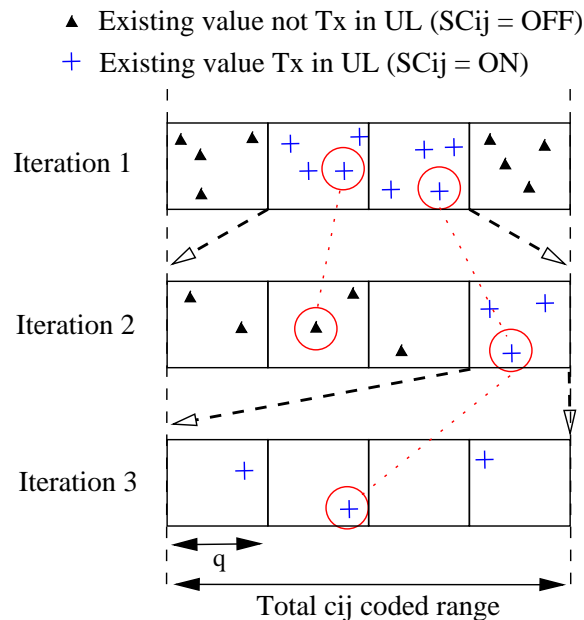 Existing value not Tx in UL (SCij = OFF)
Existing value Tx in UL (SCij = ON)
Iteration 1
Iteration 2
Iteration 3
q
Total cij coded range